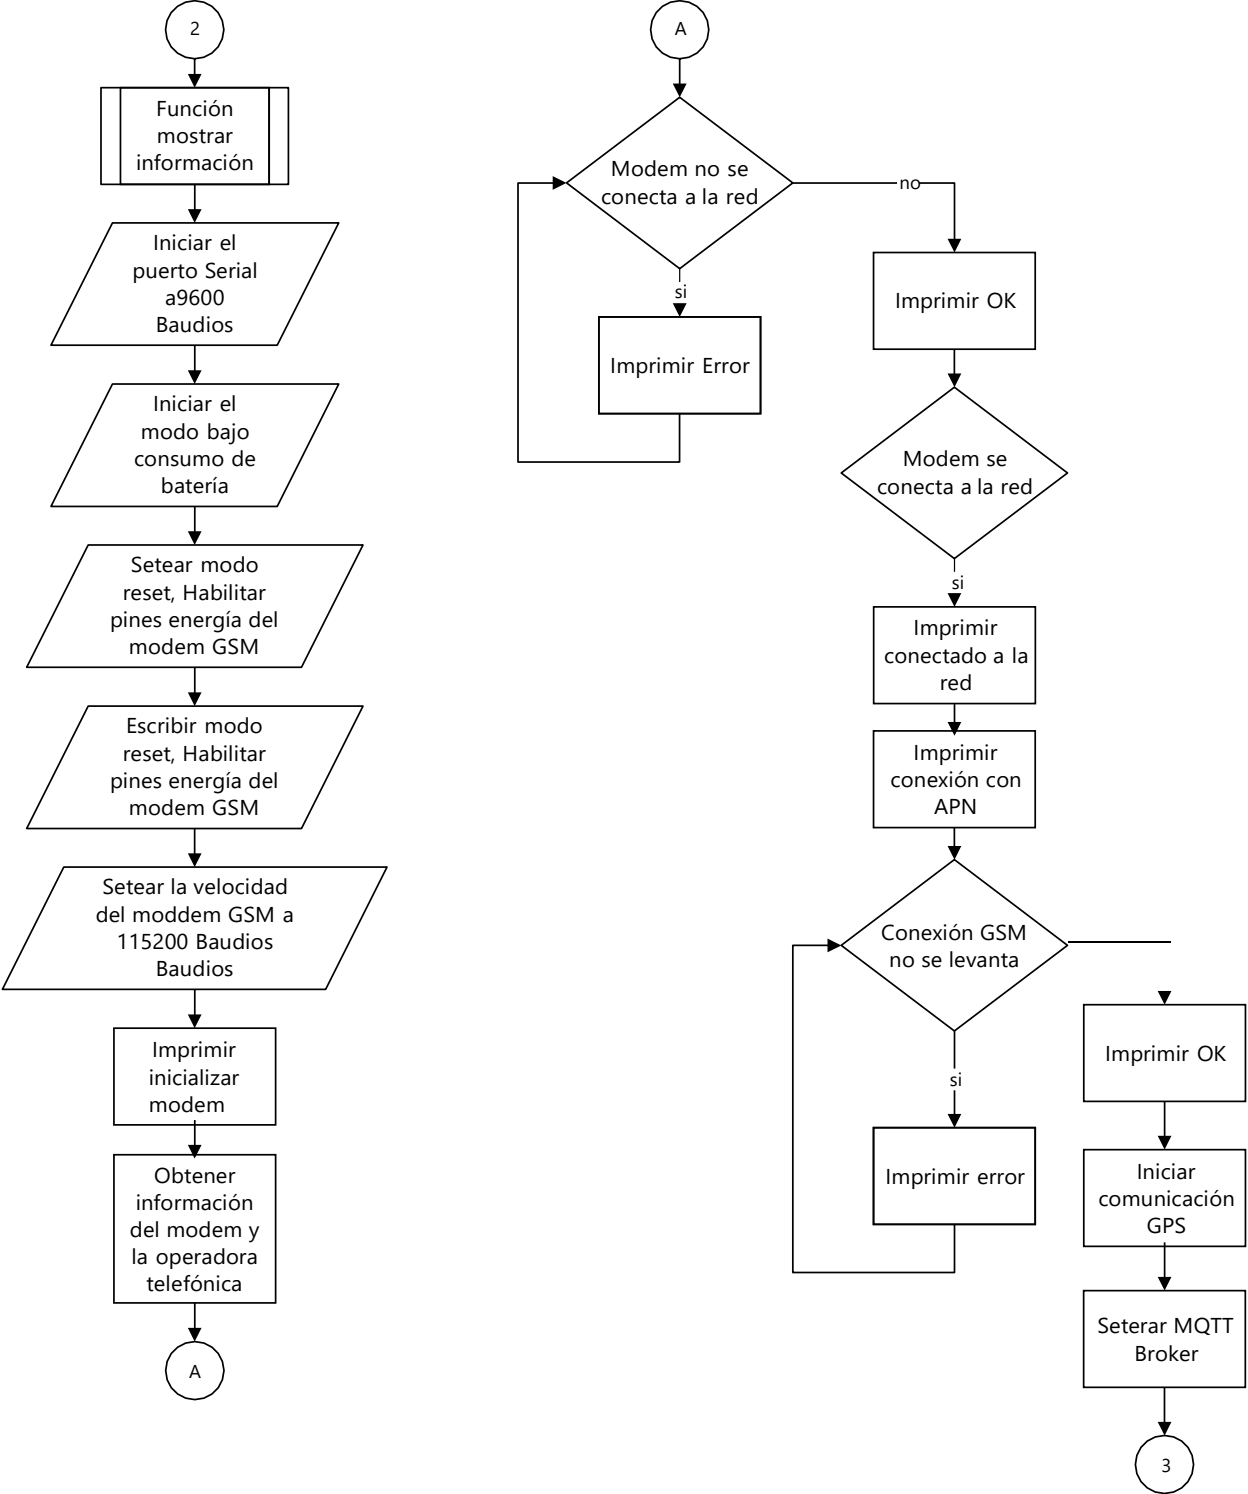 2
Función
mostrar
información
Iniciar el
puerto Serial
a9600
Baudios
Iniciar el
modo bajo
consumo de
batería
Setear modo
reset, Habilitar
pines energía del
modem GSM
Escribir modo
reset, Habilitar
pines energía del
modem GSM
Setear la velocidad
del moddem GSM a
115200 Baudios
Baudios
Imprimir
inicializar
modem
Obtener
información
del modem y
la operadora
telefónica
A
A
Modem no se
conecta a la red
no
si
Imprimir Error
Imprimir OK
Modem se
conecta a la red
si
Imprimir
conectado a la
red
Imprimir
conexión con
APN
Conexión GSM
no se levanta
si
Imprimir error
Imprimir OK
Iniciar
comunicación
GPS
Seterar MQTT
Broker
3